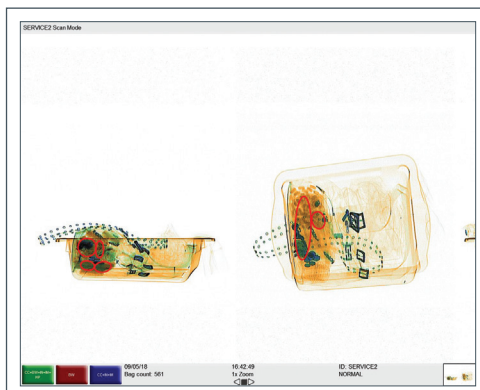 SERVICE2 Scan Mode
09/05/18
Bag count: 561
16:42:49
1x Zoom
ID: SERVICE2
NORMAL